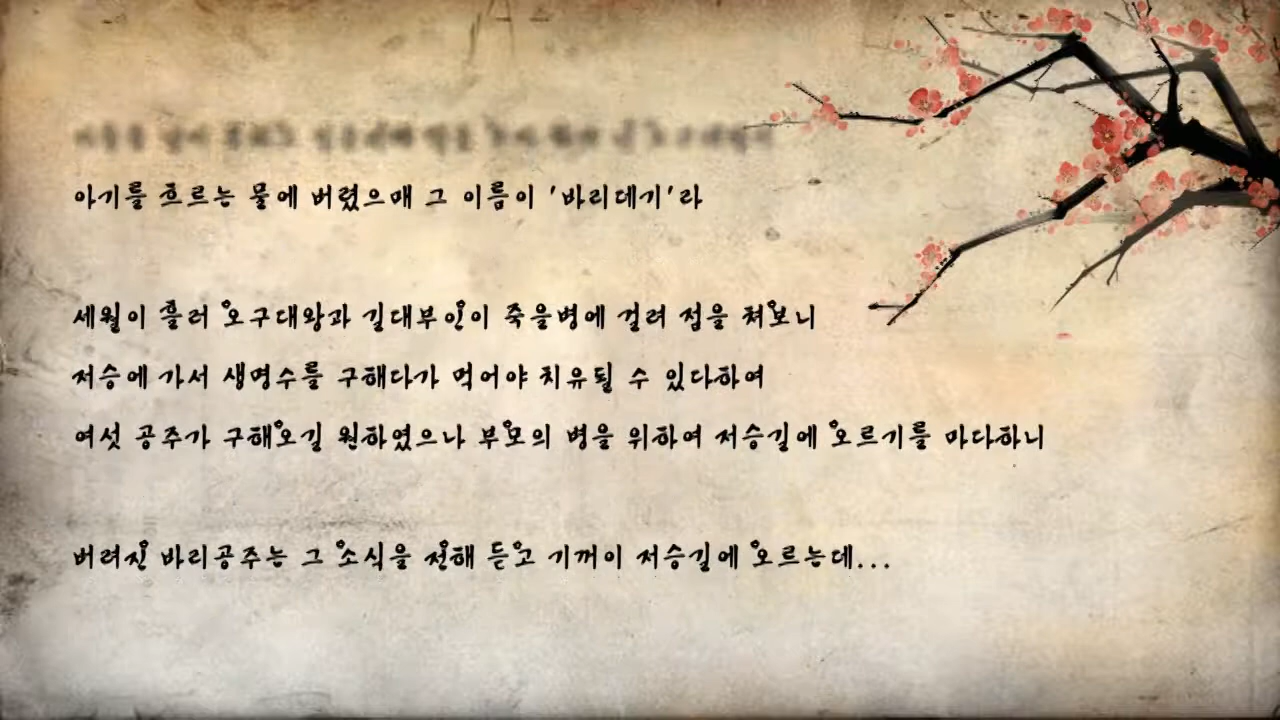 아기를 흐르는 물에 버렸으매 그 이름이 '바리데기'라
세월이 흘러 오구대왕과 길대부인이 죽을병에 걸려 점을 쳐보니
저승에 가서 생명수를 구해다가 먹어야 치유될 수 있다하여
여섯 공주가 구해오길 원하였으나 부모의 병을 위하여 저승길에 오르기를 마다하니
버려진 바리공주는 그 소식을 전해 듣고 기꺼이 저승길에 오르는데...